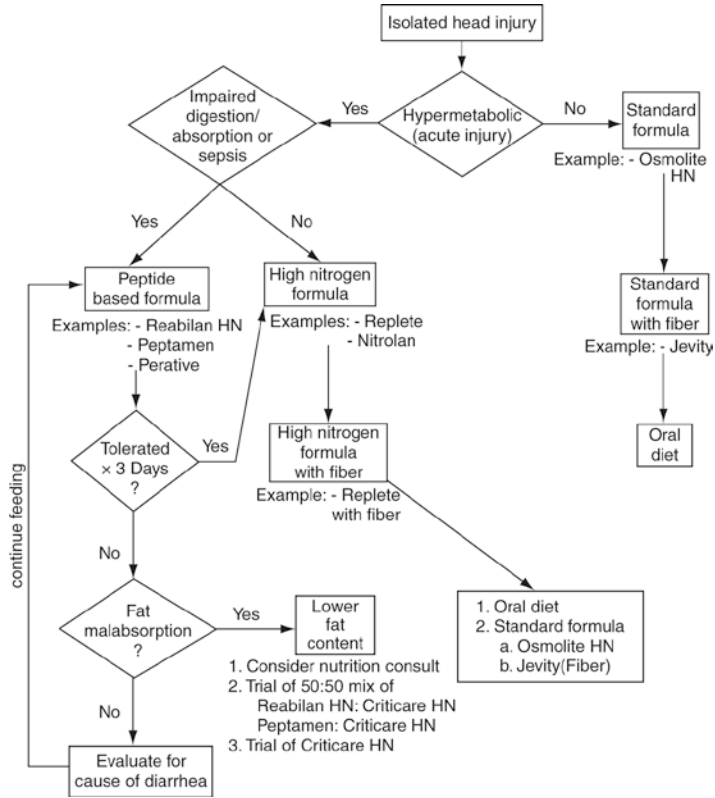 Isolated head injury
Impaired
digestion/
absorption or
sepsis
Yes
Hypermetabolic
(acute injury)
No
Standard
formula
Example: - Osmolite
HN
Yes
No
Peptide
based formula
Examples: - Reabilan HN
- Peptamen
- Perative
High nitrogen
formula
Examples: - Replete
- Nitrolan
Standard
formula
with fiber
Example: - Jevity
Tolerated
× 3 Days
?
Yes
High nitrogen
formula
with fiber
Example: - Replete
with fiber
Oral
diet
continue feeding
No
Fat
malabsorption
?
Yes
Lower
fat
content
1. Consider nutrition consult
2. Trial of 50:50 mix of
Reabilan HN: Criticare HN
Peptamen: Criticare HN
3. Trial of Criticare HN
1. Oral diet
2. Standard formula
a. Osmolite HN
b. Jevity(Fiber)
No
Evaluate for
cause of diarrhea